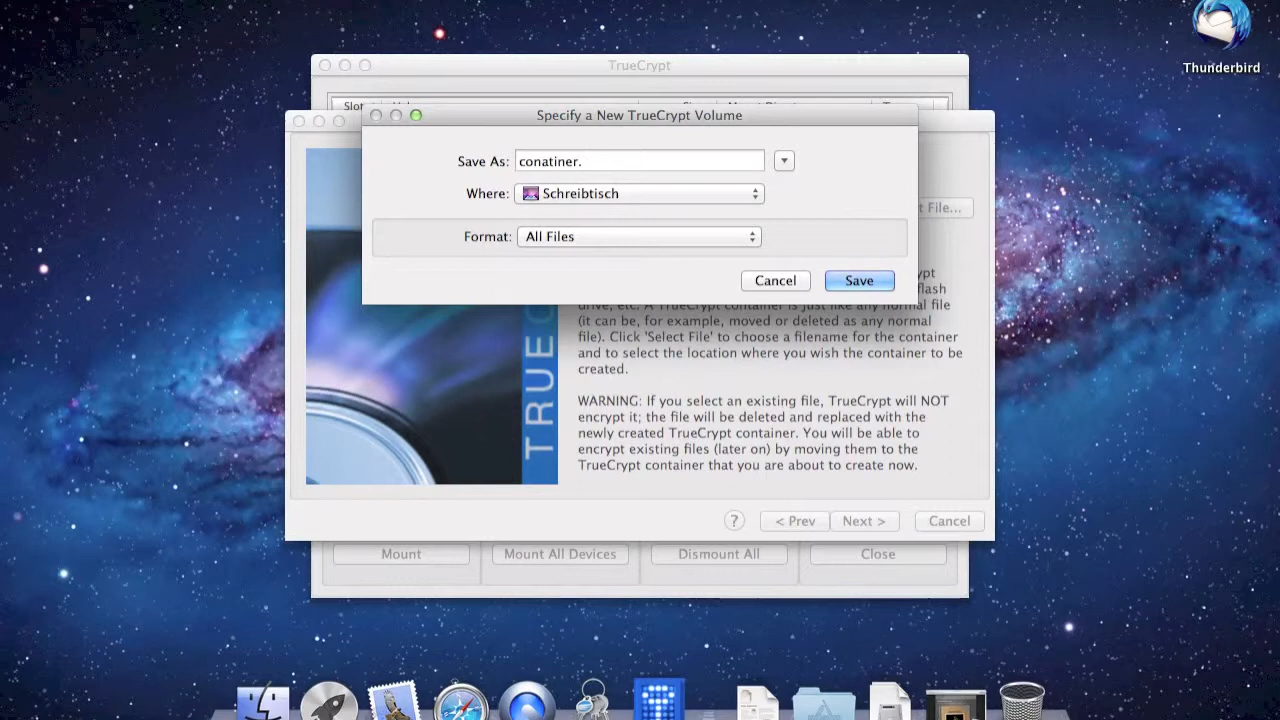 Thunderbird
TrueCrypt
Slot
Specify a New TrueCrypt Volume
Save As: conatiner.
Where: Schreibtisch
t File...
Format: All Files
Cancel
Save
ypt
flash
drive, etc. A TrueCrypt container is just like any normal file
(it can be, for example, moved or deleted as any normal
file). Click 'Select File' to choose a filename for the container
and to select the location where you wish the container to be
created.
WARNING: If you select an existing file, TrueCrypt will NOT
encrypt it; the file will be deleted and replaced with the
newly created TrueCrypt container. You will be able to
encrypt existing files (later on) by moving them to the
TrueCrypt container that you are about to create now.
TRUEC
? < Prev Next > Cancel
Mount Mount All Devices Dismount All Close